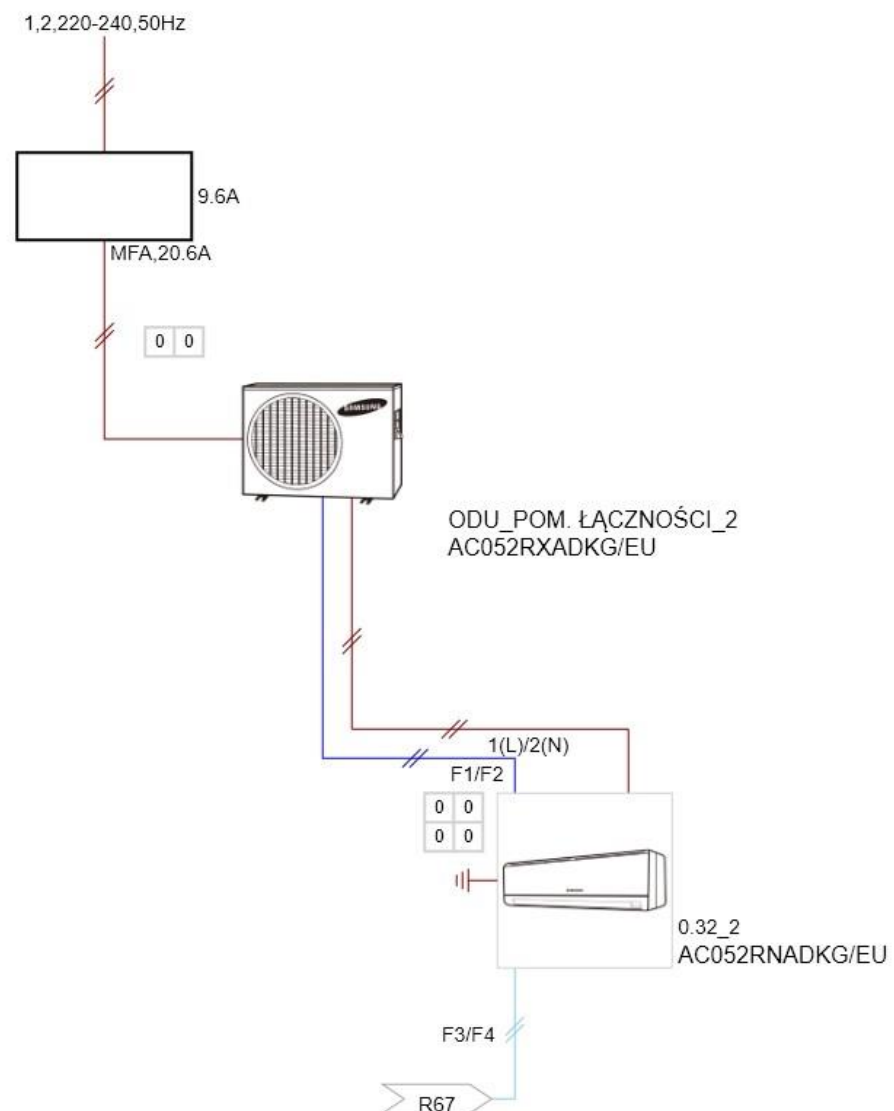 1,2,220-240,50Hz
9.6A
MFA,20.6A
0 0
SAMSUNG
ODU_POM. ŁĄCZNOŚCI_2
AC052RXADKG/EU
1(L)/2(N)
F1/F2
0 0
0 0
0.32_2
AC052RNADKG/EU
F3/F4
R67